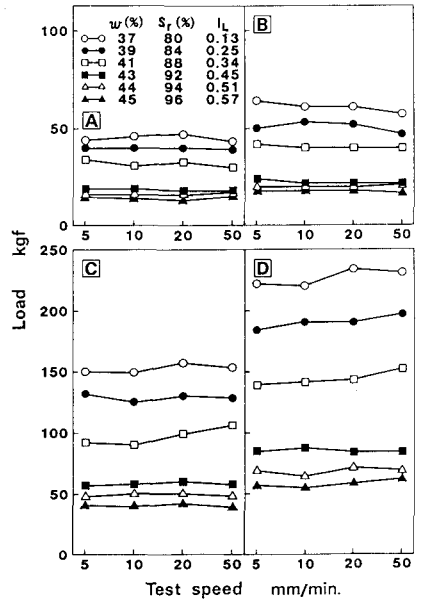 w (%) Sr (%) IL
37 80 0.13
39 84 0.25
41 88 0.34
43 92 0.45
44 94 0.51
45 96 0.57
100
50
0
A
B
5 10 20 50
5 10 20 50
250
200
150
100
50
0
C
D
5 10 20 50
5 10 20 50
Load kgf
Test speed mm/min.